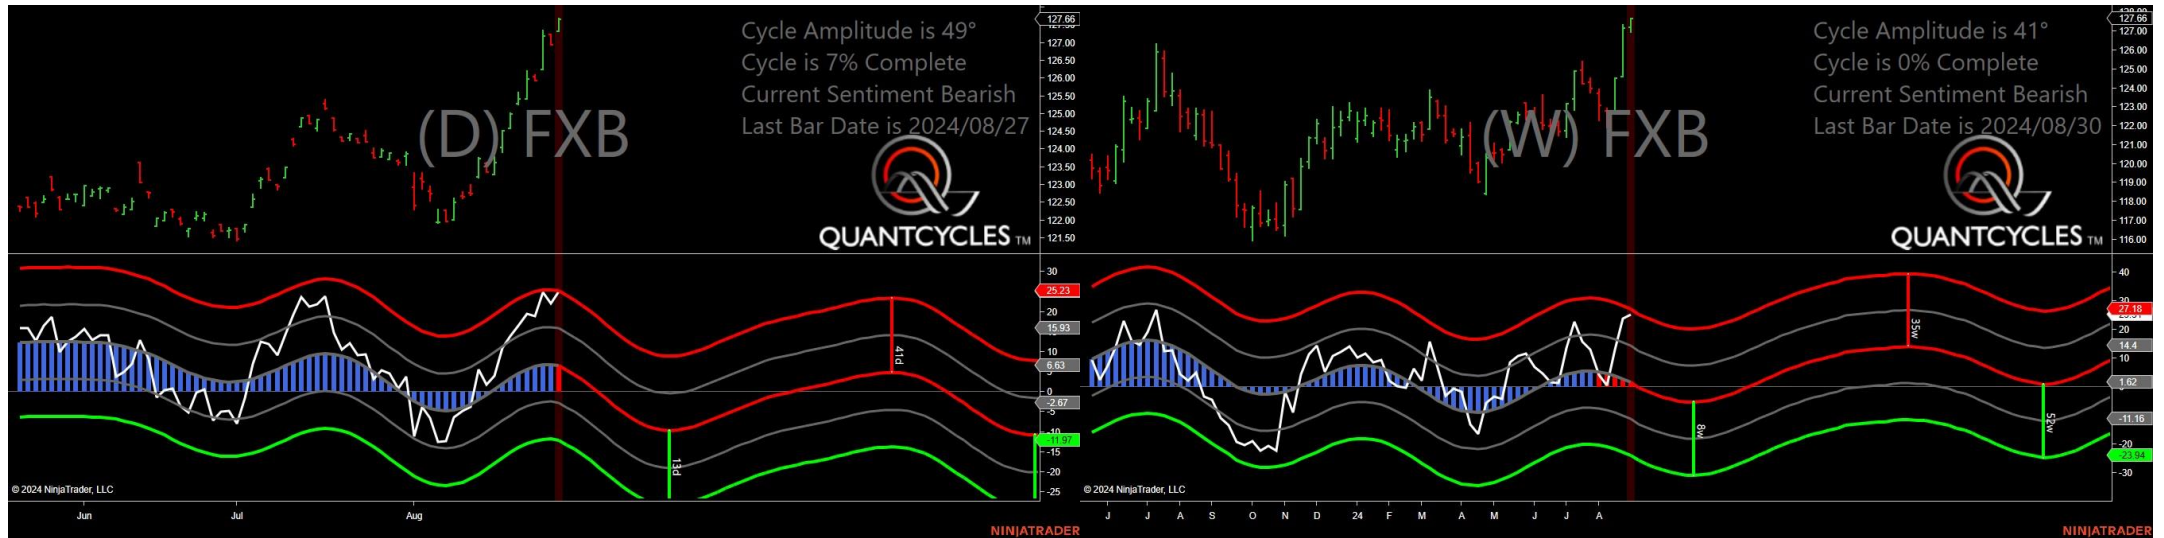 Cycle Amplitude is 49°
Cycle is 7% Complete
Current Sentiment Bearish
Last Bar Date is 2024/08/27
(D) FXB
QUANTCYCLES TM
127.66
127.00
126.50
126.00
125.50
125.00
124.50
124.00
123.50
123.00
122.50
122.00
121.50
30
25.23
20
15.93
10
6.63
0
-2.67
-5
-10
-11.97
-15
-20
-25
41d
13d
© 2024 NinjaTrader, LLC
Jun Jul Aug
NINJATRADER
Cycle Amplitude is 41°
Cycle is 0% Complete
Current Sentiment Bearish
Last Bar Date is 2024/08/30
(W) FXB
QUANTCYCLES TM
128.00
127.66
127.00
126.00
125.00
124.00
123.00
122.00
121.00
120.00
119.00
118.00
117.00
116.00
40
30
27.18
20
14.4
10
1.62
-11.16
-20
-23.94
-30
35w
8w
52w
© 2024 NinjaTrader, LLC
J J A S O N D 24 F M A M J J A
NINJATRADER